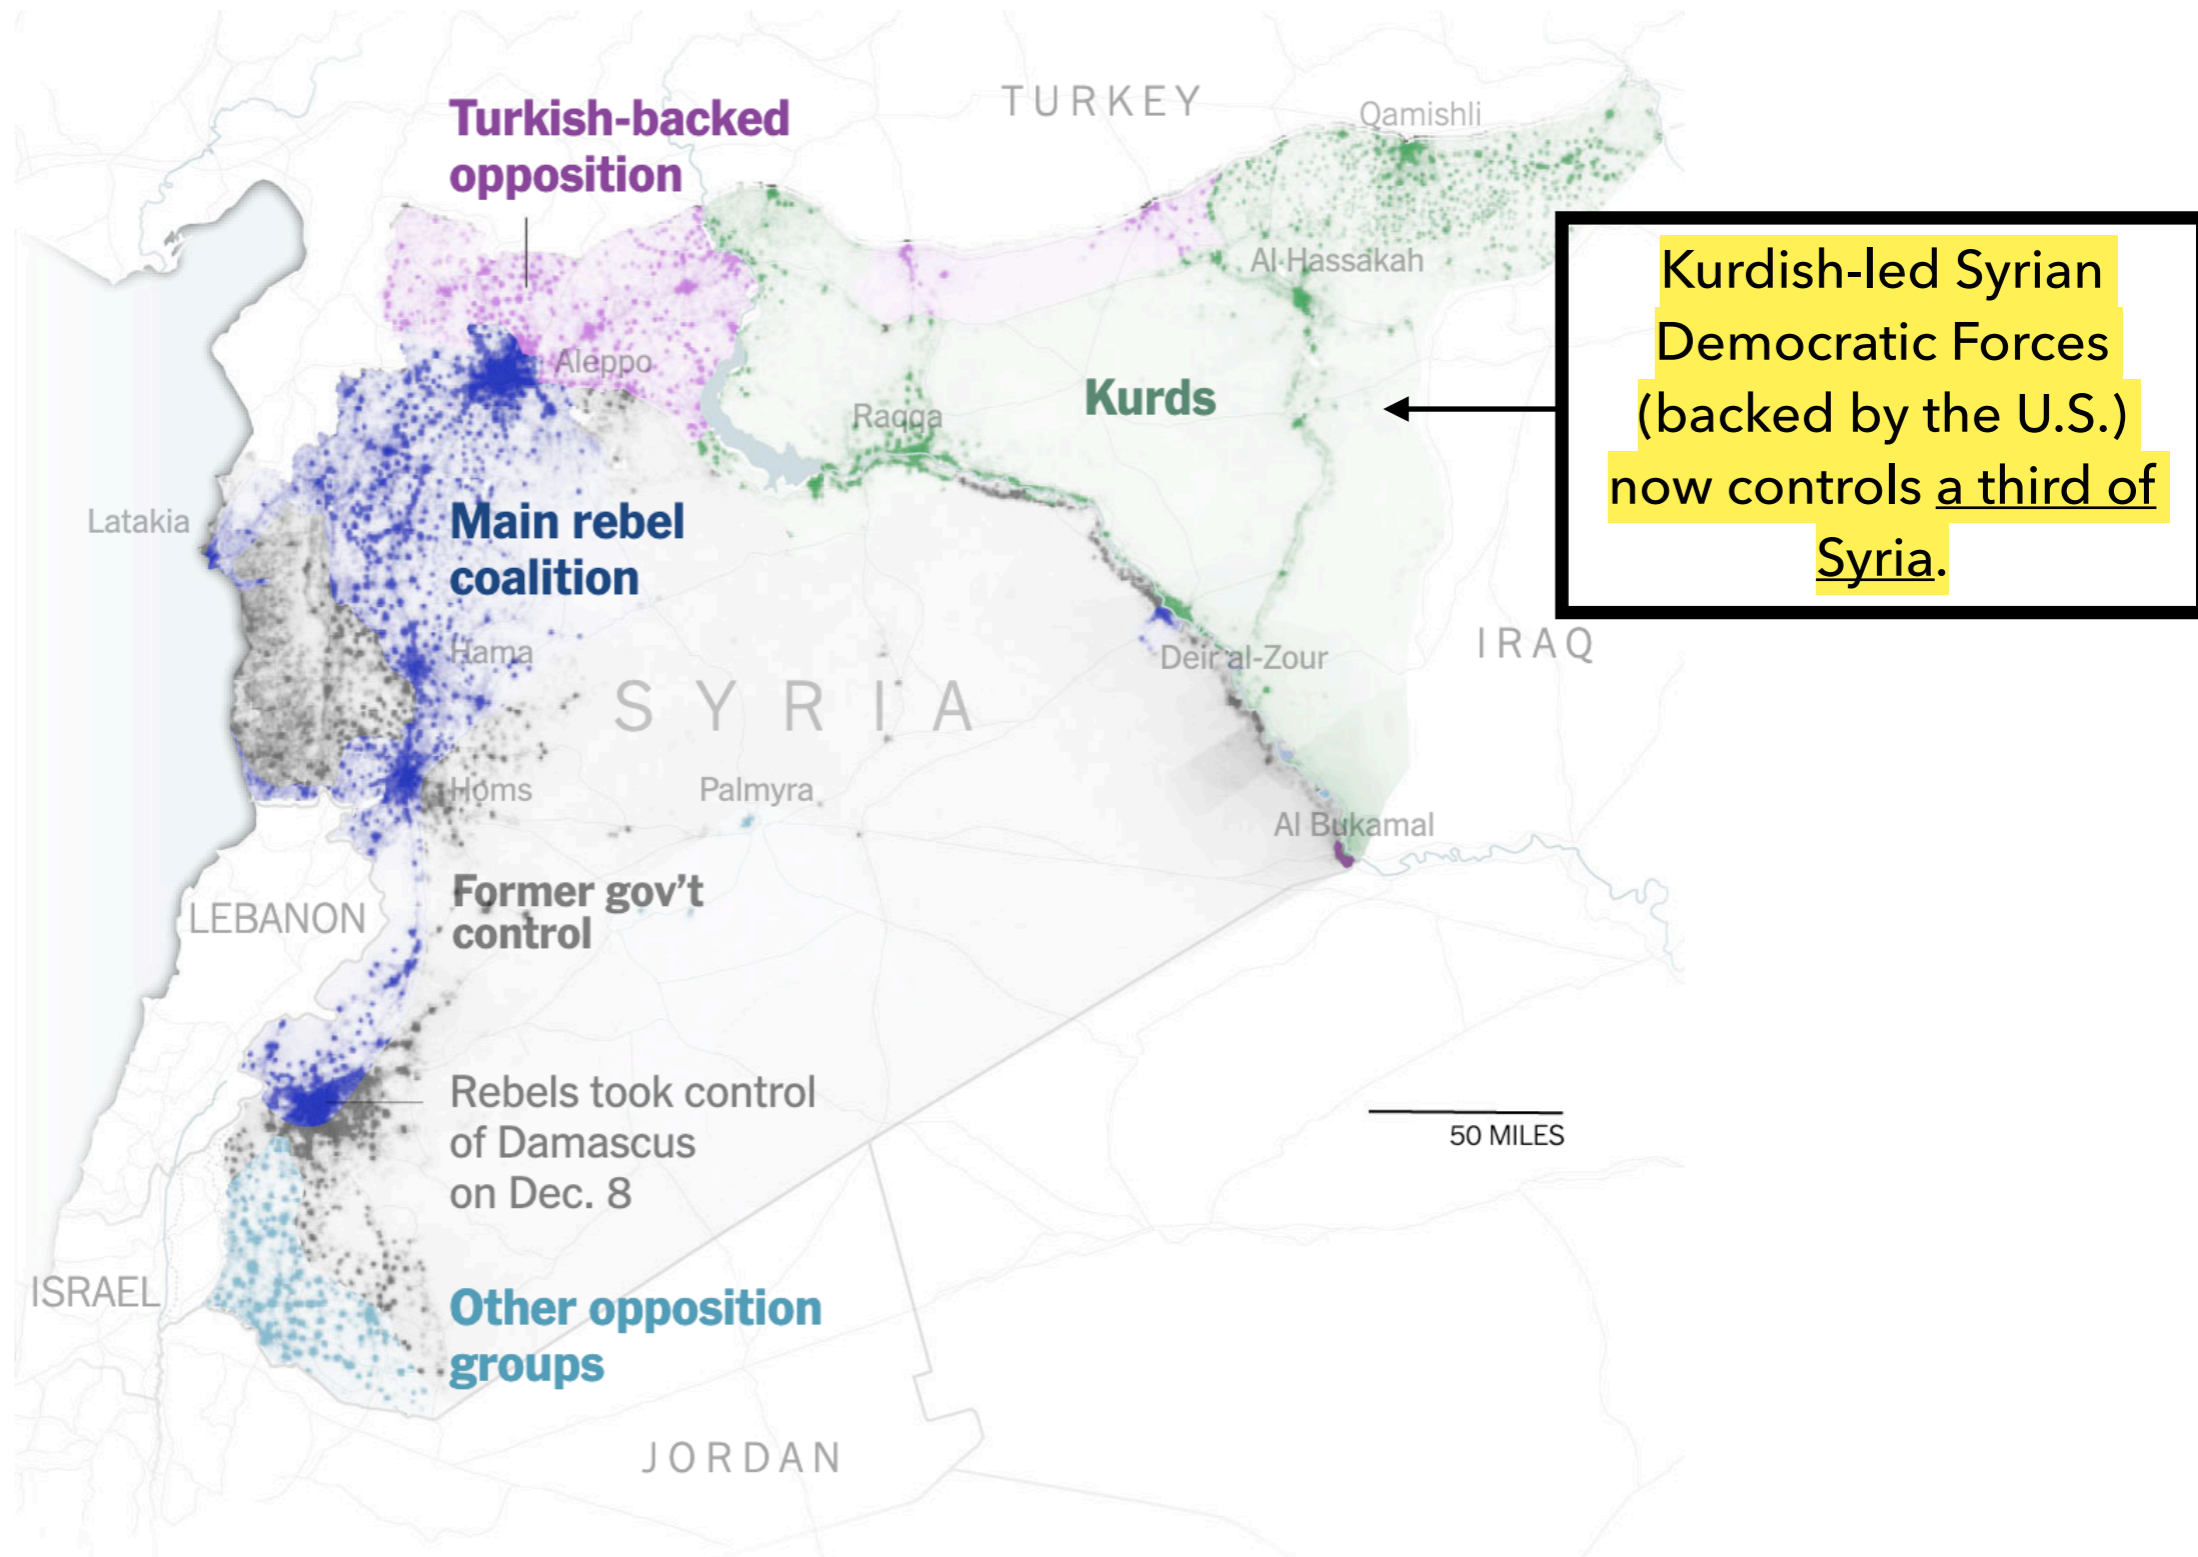 Turkish-backed
opposition
TURKEY
Qamishli
Al-Hassakah
Kurdish-led Syrian
Democratic Forces
(backed by the U.S.)
now controls a third of
Syria.
Aleppo
Raqqa
Kurds
Latakia
Main rebel
coalition
Hama
SYRIA
Deir al-Zour
IRAQ
Homs
Palmyra
Al Bukamal
Former gov't
control
LEBANON
Rebels took control
of Damascus
on Dec. 8
50 MILES
ISRAEL
Other opposition
groups
JORDAN